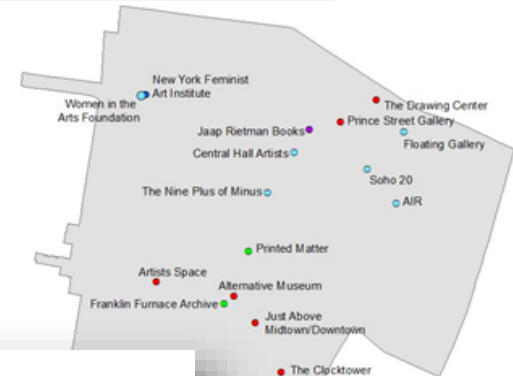 New York Feminist
Art Institute
Women in the
Arts Foundation
The Drawing Center
Prince Street Gallery
Jaap Rietman Books
Floating Gallery
Central Hall Artists
Soho 20
The Nine Plus of Minus
AIR
Printed Matter
Artists Space
Alternative Museum
Franklin Furnace Archive
Just Above
Midtown/Downtown
The Clocktower